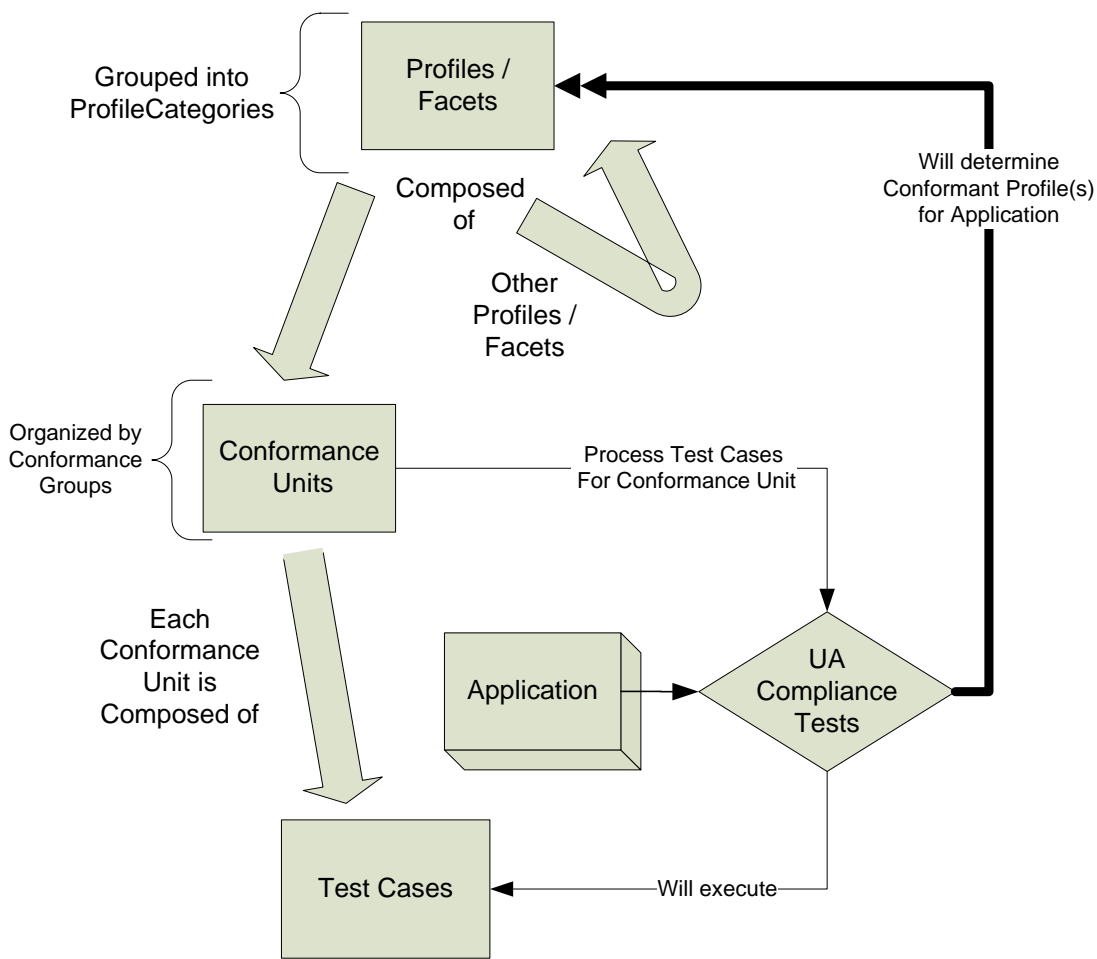 Grouped into
ProfileCategories
Profiles /
Facets
Will determine
Conformant Profile(s)
for Application
Composed
of
Other
Profiles /
Facets
Organized by
Conformance
Groups
Conformance
Units
Process Test Cases
For Conformance Unit
Each
Conformance
Unit is
Composed of
Application
UA
Compliance
Tests
Test Cases
Will execute